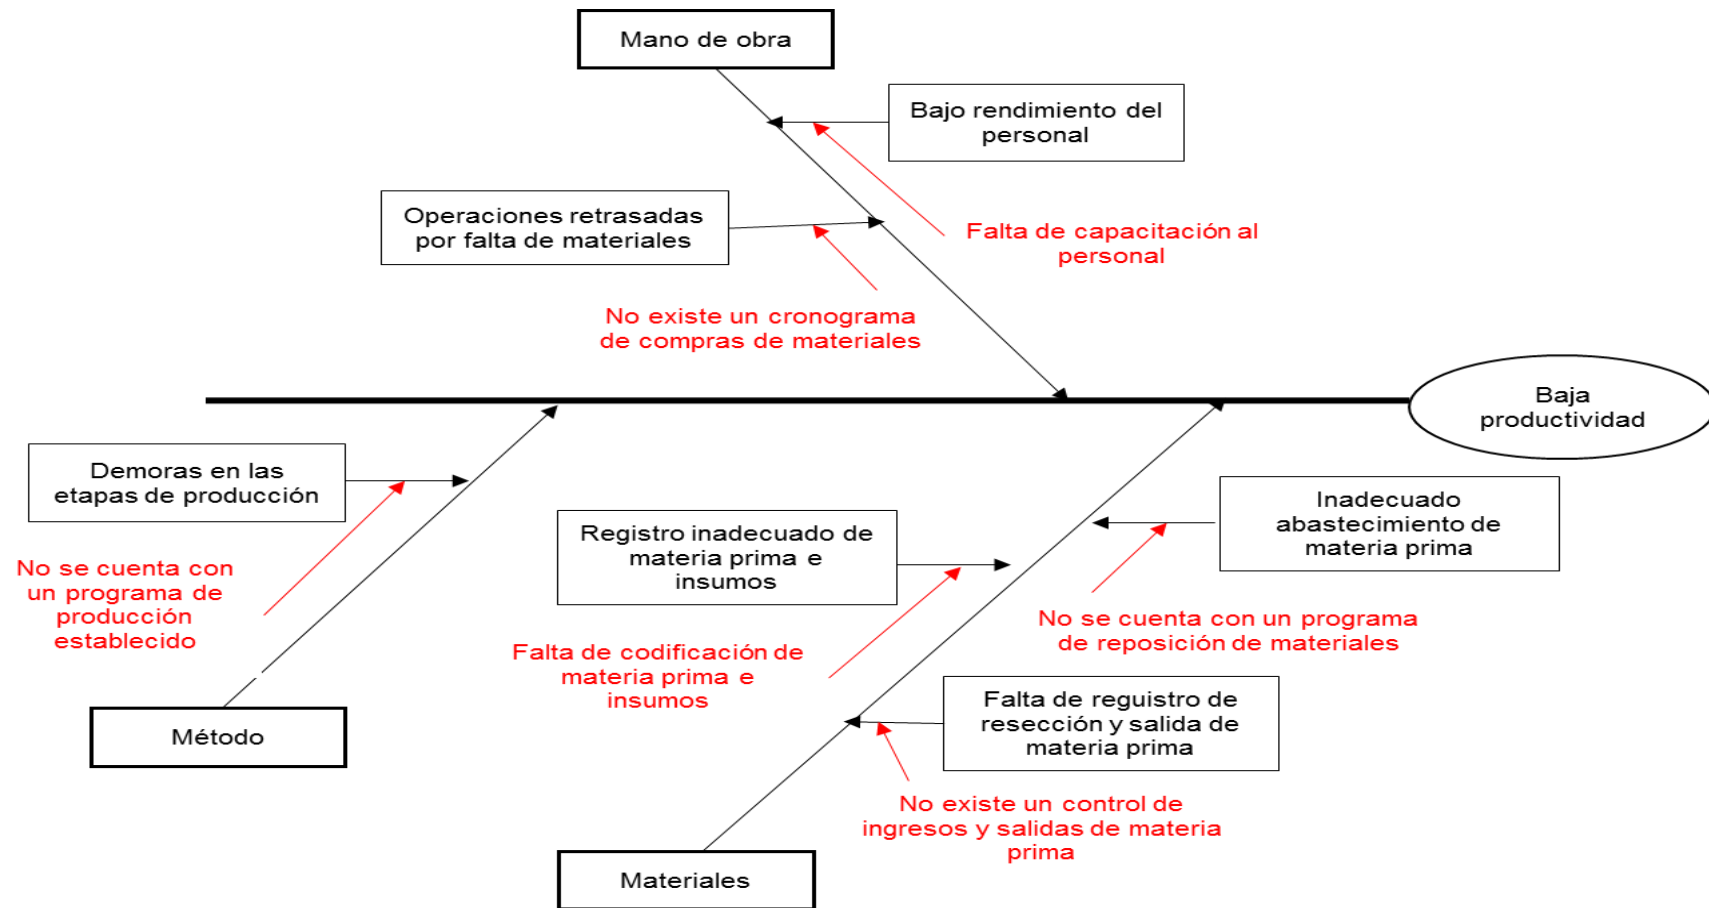 Mano de obra
Bajo rendimiento del
personal
Operaciones retrasadas
por falta de materiales
Falta de capacitación al
personal
No existe un cronograma
de compras de materiales
Baja
productividad
Demoras en las
etapas de producción
No se cuenta con
un programa de
producción
establecido
Método
Registro inadecuado de
materia prima e
insumos
Falta de codificación de
materia prima e
insumos
Inadecuado
abastecimiento de
materia prima
No se cuenta con un programa
de reposición de materiales
Falta de reguistro de
resección y salida de
materia prima
No existe un control de
ingresos y salidas de materia
prima
Materiales